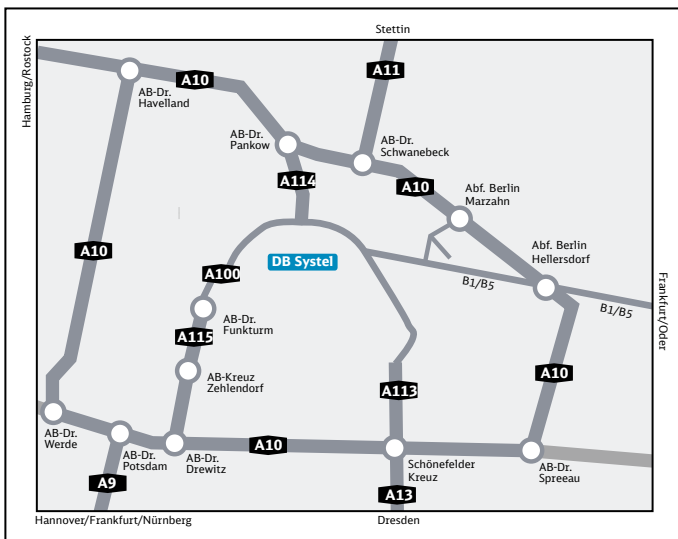 Stettin
Hamburg/Rostock
A10
A11
AB-Dr.
Havelland
AB-Dr.
Pankow
AB-Dr.
Schwanebeck
A114
A10
Abf. Berlin
Marzahn
A10
DB Systel
Abf. Berlin
Hellersdorf
A100
B1/B5
B1/B5
Frankfurt/Oder
AB-Dr.
Funkturm
A115
AB-Kreuz
Zehlendorf
A113
A10
AB-Dr.
Werde
AB-Dr.
Potsdam
AB-Dr.
Drewitz
A10
Schönefelder
Kreuz
AB-Dr.
Spreeau
A9
A13
Hannover/Frankfurt/Nürnberg
Dresden